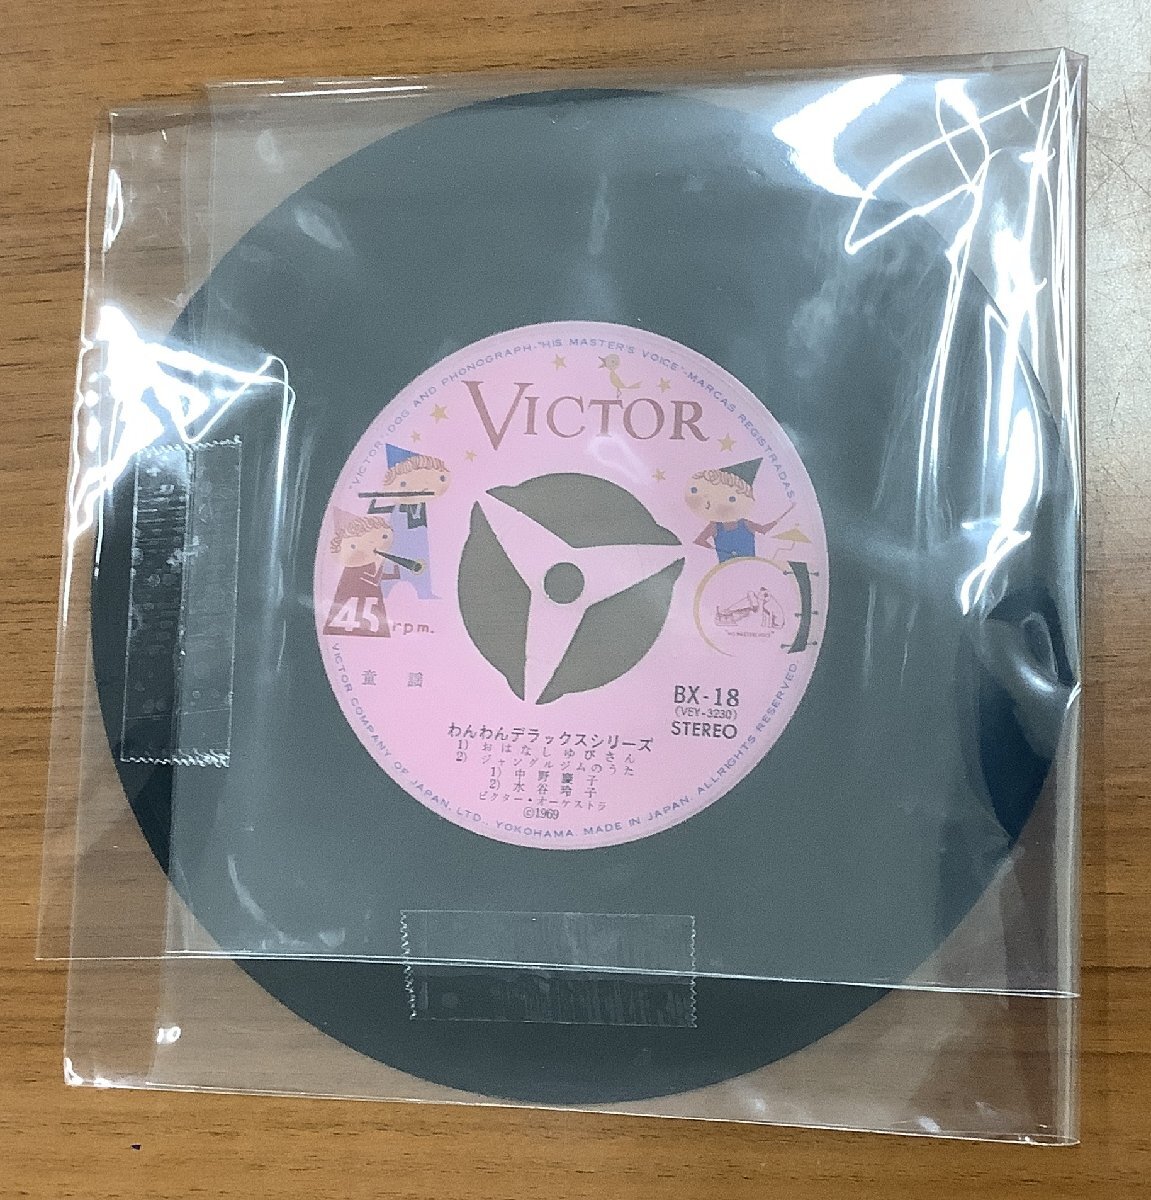 "VICTOR, DOG AND PHONOGRAPH, "HIS MASTER'S VOICE"-MARCAS REGISTRADAS
VICTOR
45 rpm.
"HIS MASTER'S VOICE"
童謡
BX-18
(VEY-3230)
STEREO
わんわんデラックスシリーズ
1) おはなしゆびさん
2) ジャングルジムのうた
1) 中野慶子
2) 水谷玲子
ビクター・オーケストラ
©1969
VICTOR COMPANY OF JAPAN, LTD., YOKOHAMA. MADE IN JAPAN. ALL RIGHTS RESERVED